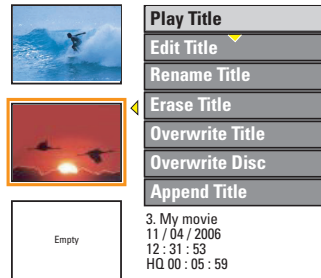 Play Title
Edit Title
Rename Title
Erase Title
Overwrite Title
Overwrite Disc
Append Title
Empty
3. My movie
11 / 04 / 2006
12 : 31 : 53
HQ 00 : 05 : 59